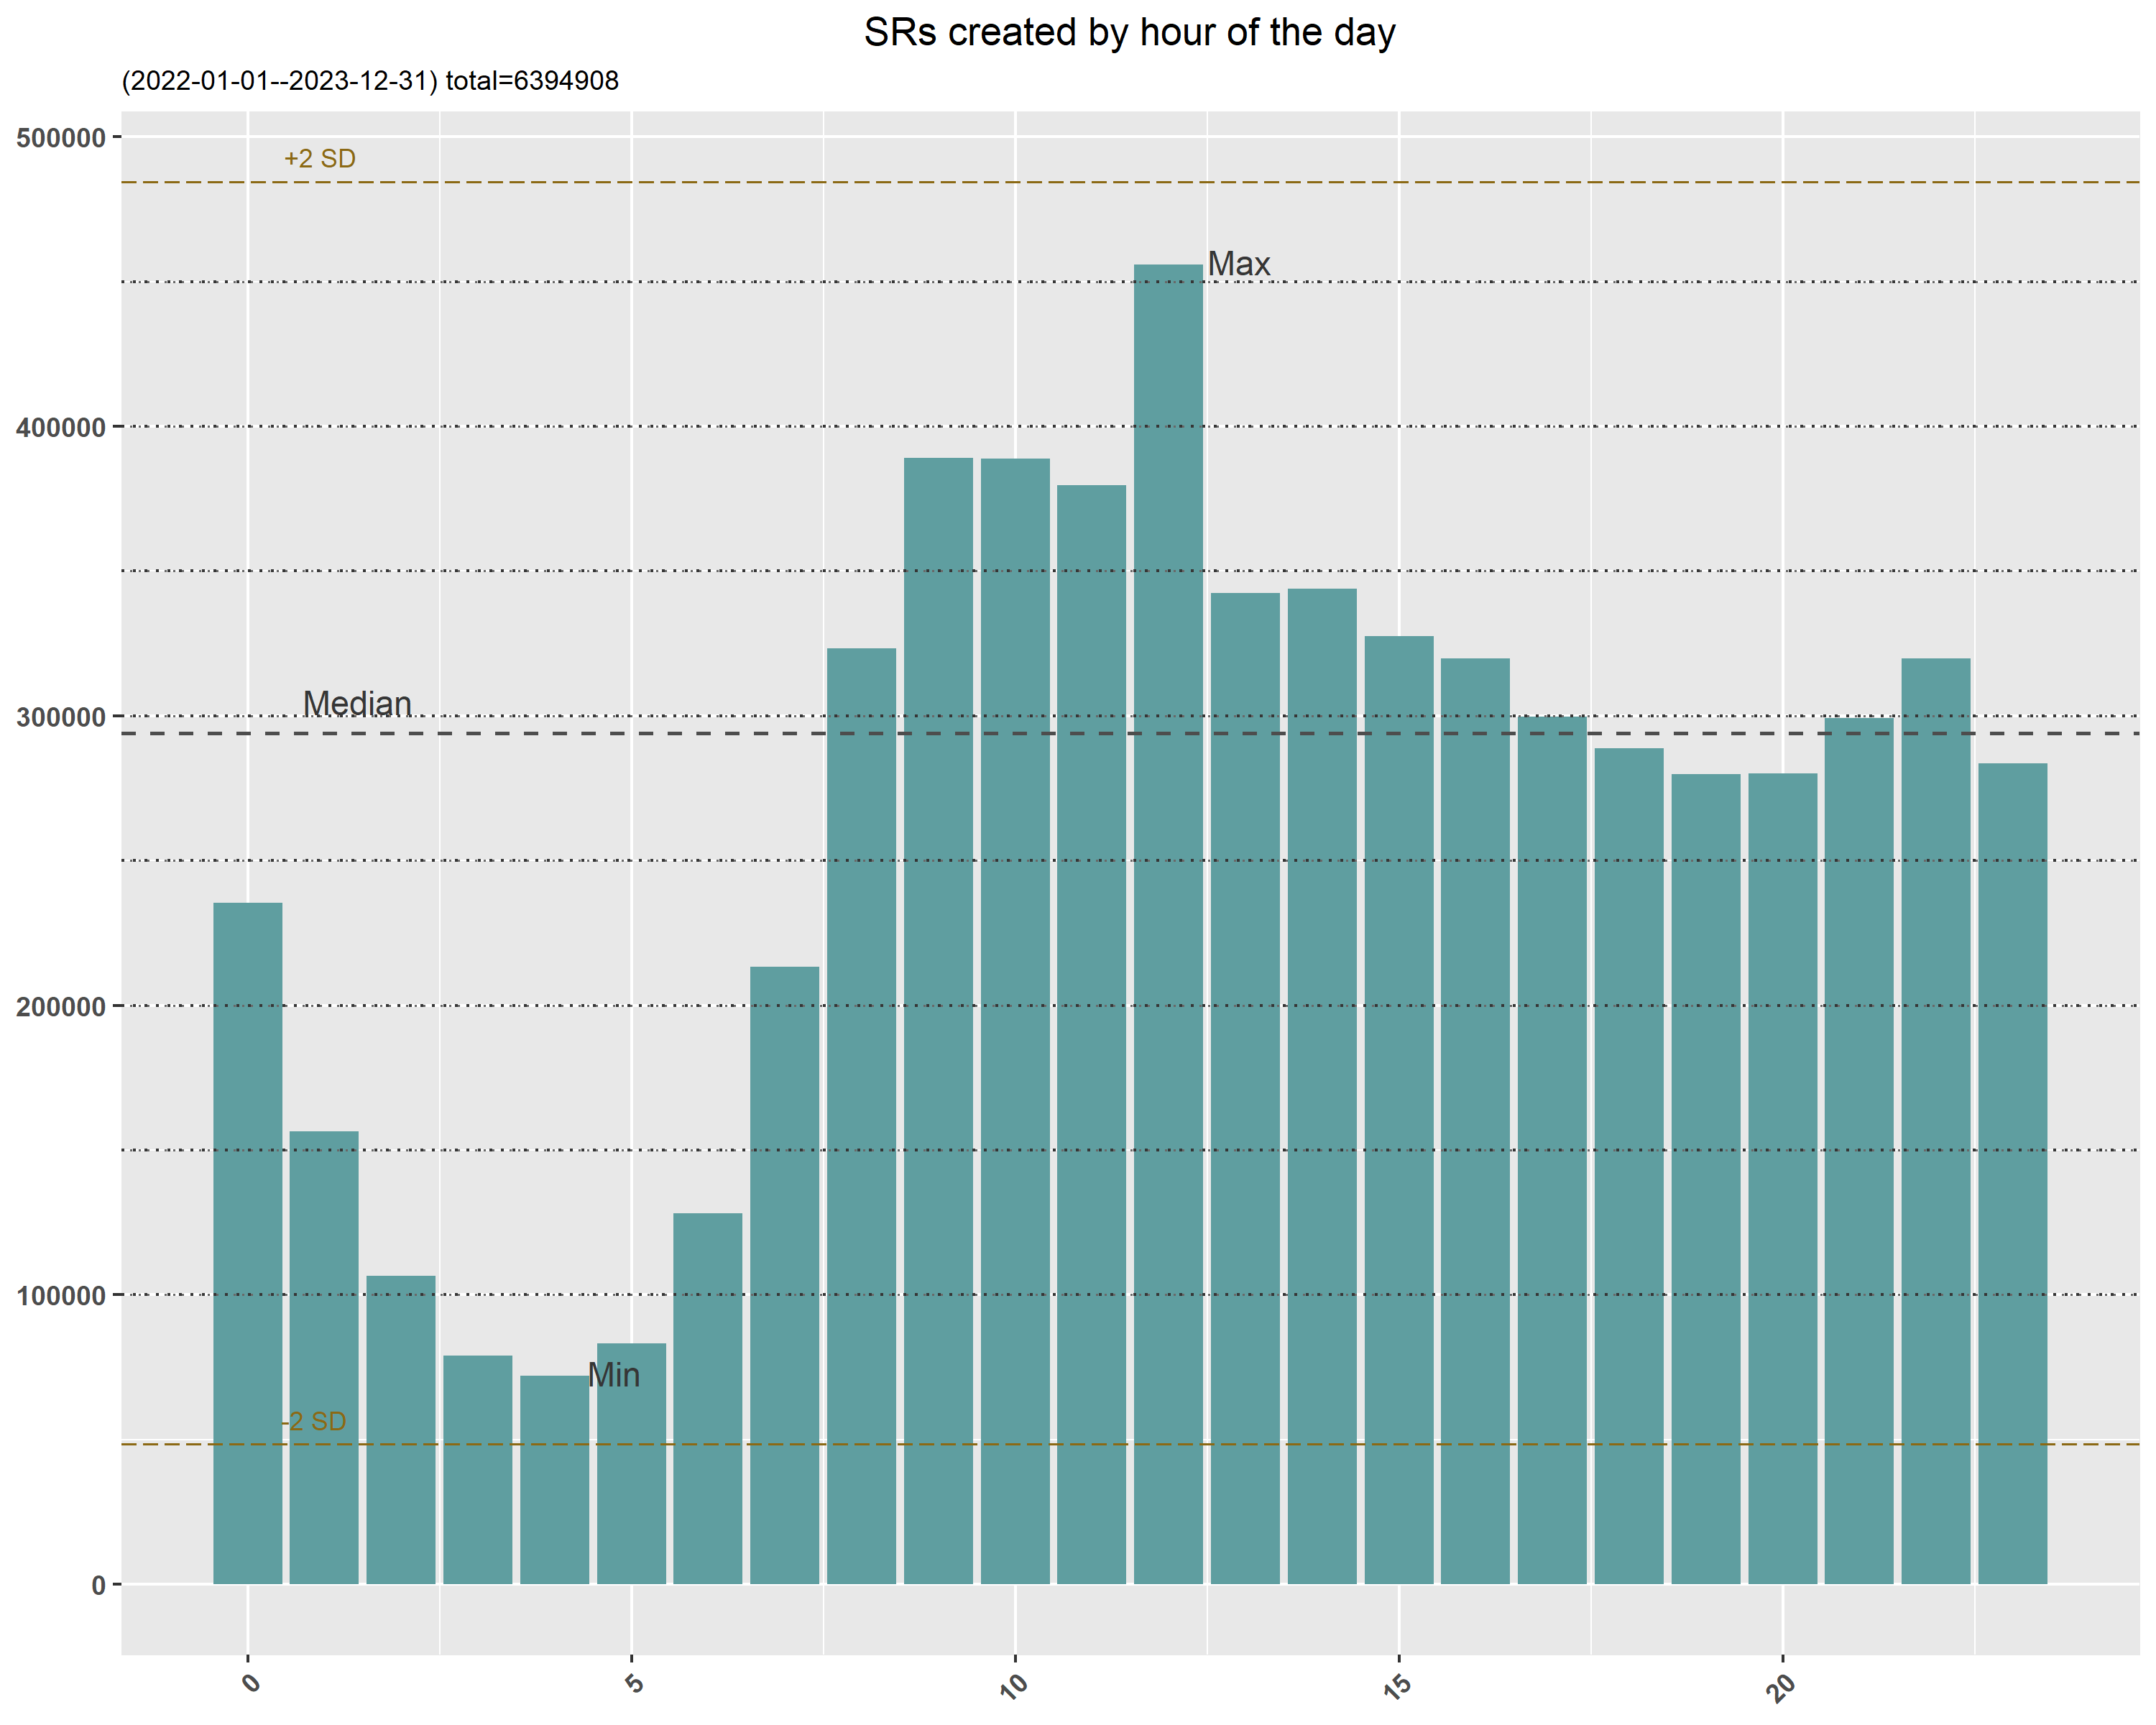 SRs created by hour of the day
(2022-01-01--2023-12-31) total=6394908
500000
+2 SD
Max
400000
Median
300000
200000
100000
Min
-2 SD
0
0 5 10 15 20